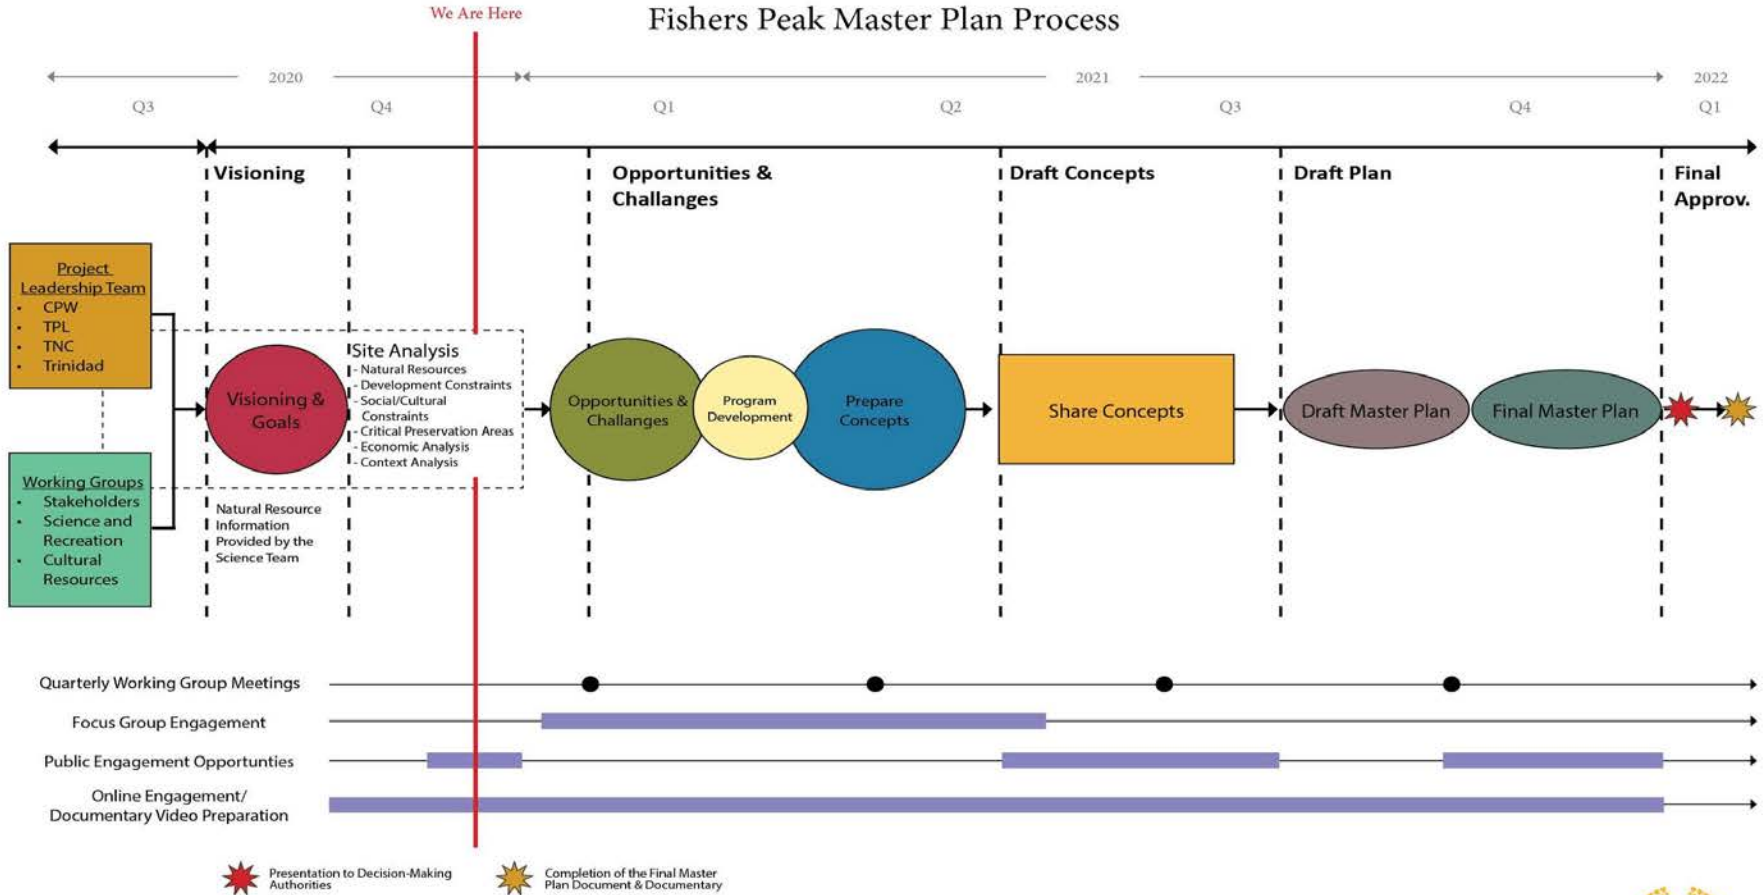 We Are Here
Fishers Peak Master Plan Process
2020
2021
2022
Q3
Q4
Q1
Q2
Q3
Q4
Q1
Visioning
Opportunities &
Challanges
Draft Concepts
Draft Plan
Final
Approv.
Project
Leadership Team
• CPW
• TPL
• TNC
• Trinidad
Working Groups
• Stakeholders
• Science and
Recreation
• Cultural
Resources
Visioning &
Goals
Site Analysis
- Natural Resources
- Development Constraints
- Social/Cultural
Constraints
- Critical Preservation Areas
- Economic Analysis
- Context Analysis
Natural Resource
Information
Provided by the
Science Team
Opportunities &
Challanges
Program
Development
Prepare
Concepts
Share Concepts
Draft Master Plan
Final Master Plan
Quarterly Working Group Meetings
Focus Group Engagement
Public Engagement Opportunties
Online Engagement/
Documentary Video Preparation
Presentation to Decision-Making
Authorities
Completion of the Final Master
Plan Document & Documentary